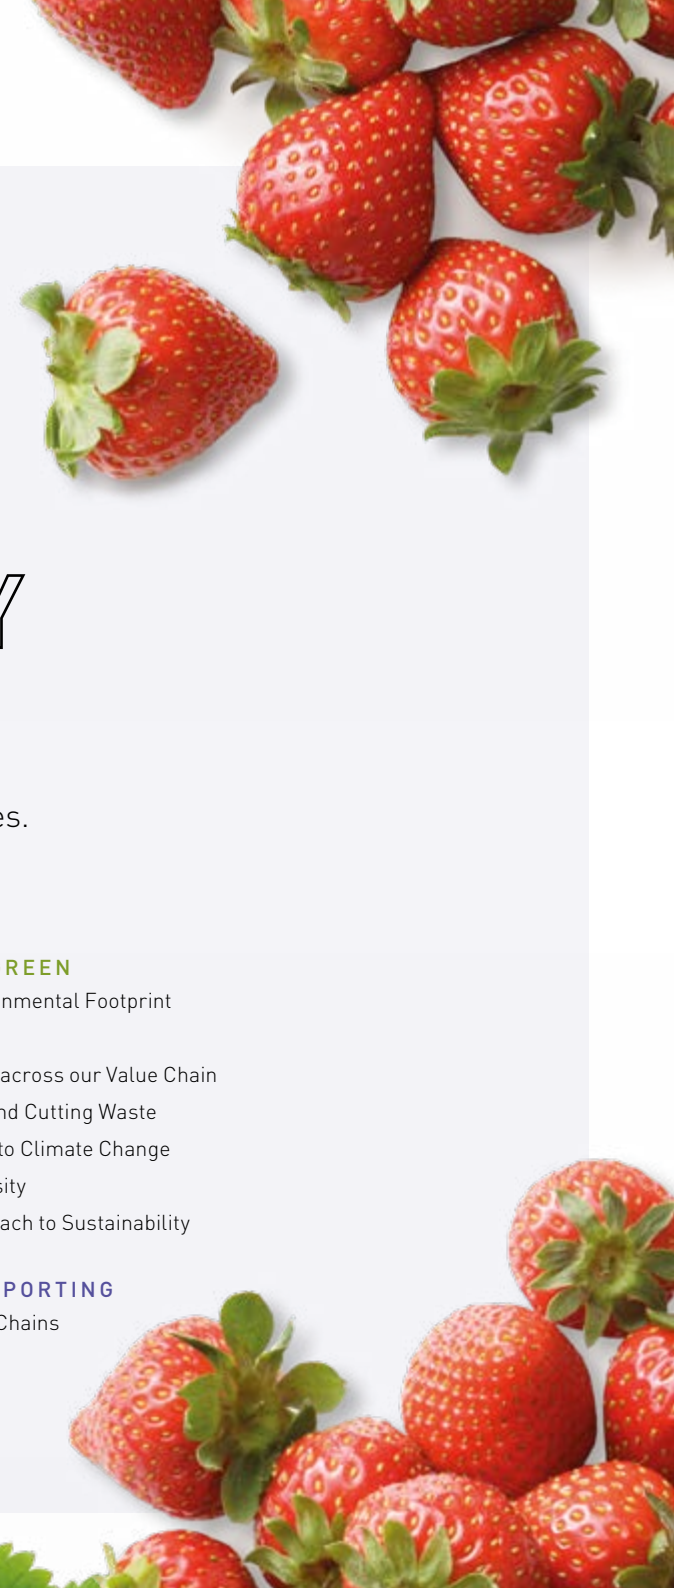 Y
es.
REEN
nmental Footprint
across our Value Chain
nd Cutting Waste
to Climate Change
sity
ach to Sustainability
PORTING
Chains